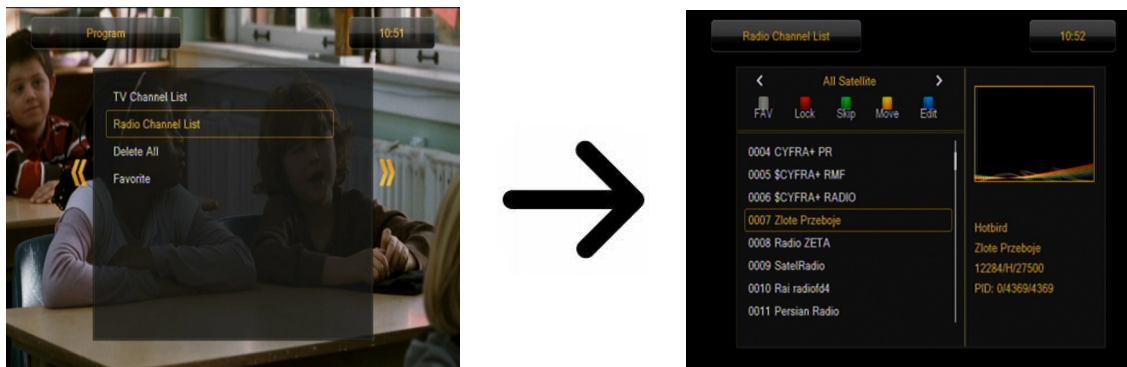 Program
10:51
TV Channel List
Radio Channel List
Delete All
Favorite
Radio Channel List
10:52
All Satellite
FAV Lock Skip Move Edit
0004 CYFRA+ PR
0005 $CYFRA+ RMF
0006 $CYFRA+ RADIO
0007 Zlote Przeboje
0008 Radio ZETA
0009 SatelRadio
0010 Rai radiofd4
0011 Persian Radio
Hotbird
Zlote Przeboje
12284/H/27500
PID: 0/4369/4369